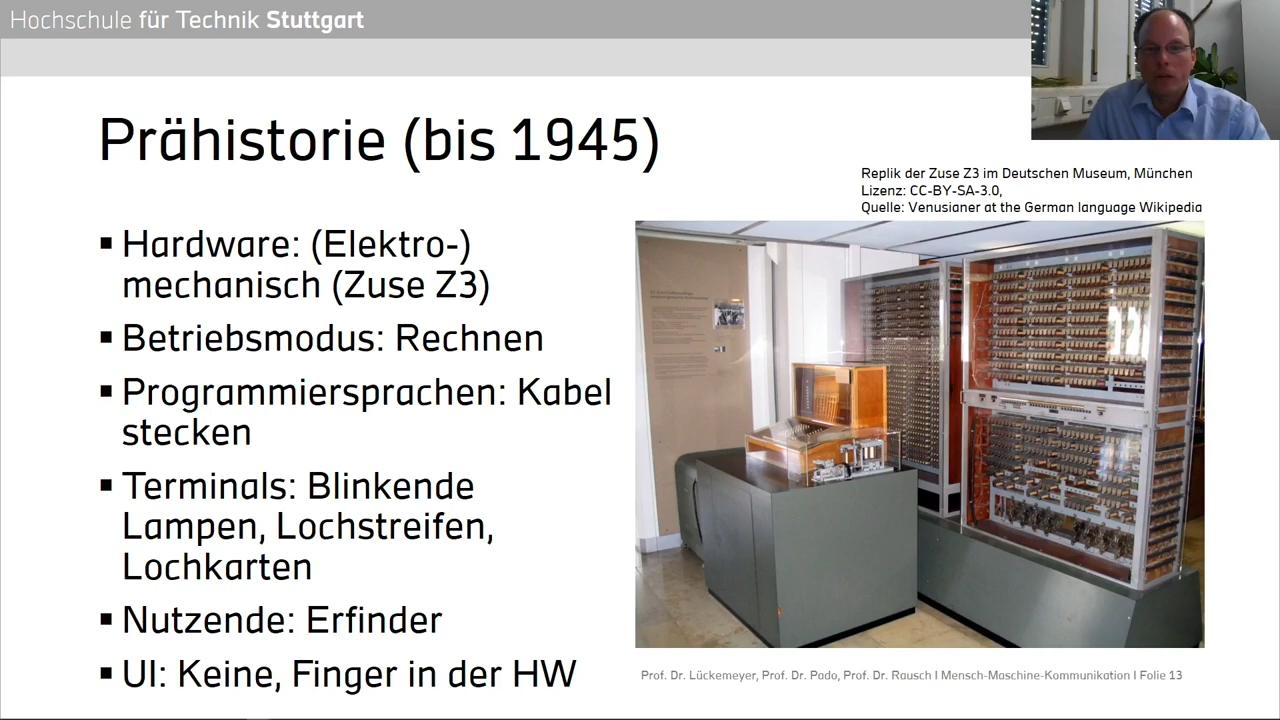 Hochschule für Technik Stuttgart
Prähistorie (bis 1945)
Replik der Zuse Z3 im Deutschen Museum, München
Lizenz: CC-BY-SA-3.0,
Quelle: Venusianer at the German language Wikipedia
▪ Hardware: (Elektro-)
mechanisch (Zuse Z3)
▪ Betriebsmodus: Rechnen
▪ Programmiersprachen: Kabel
stecken
▪ Terminals: Blinkende
Lampen, Lochstreifen,
Lochkarten
▪ Nutzende: Erfinder
▪ UI: Keine, Finger in der HW
Prof. Dr. Lückemeyer, Prof. Dr. Pado, Prof. Dr. Rausch I Mensch-Maschine-Kommunikation I Folie 13